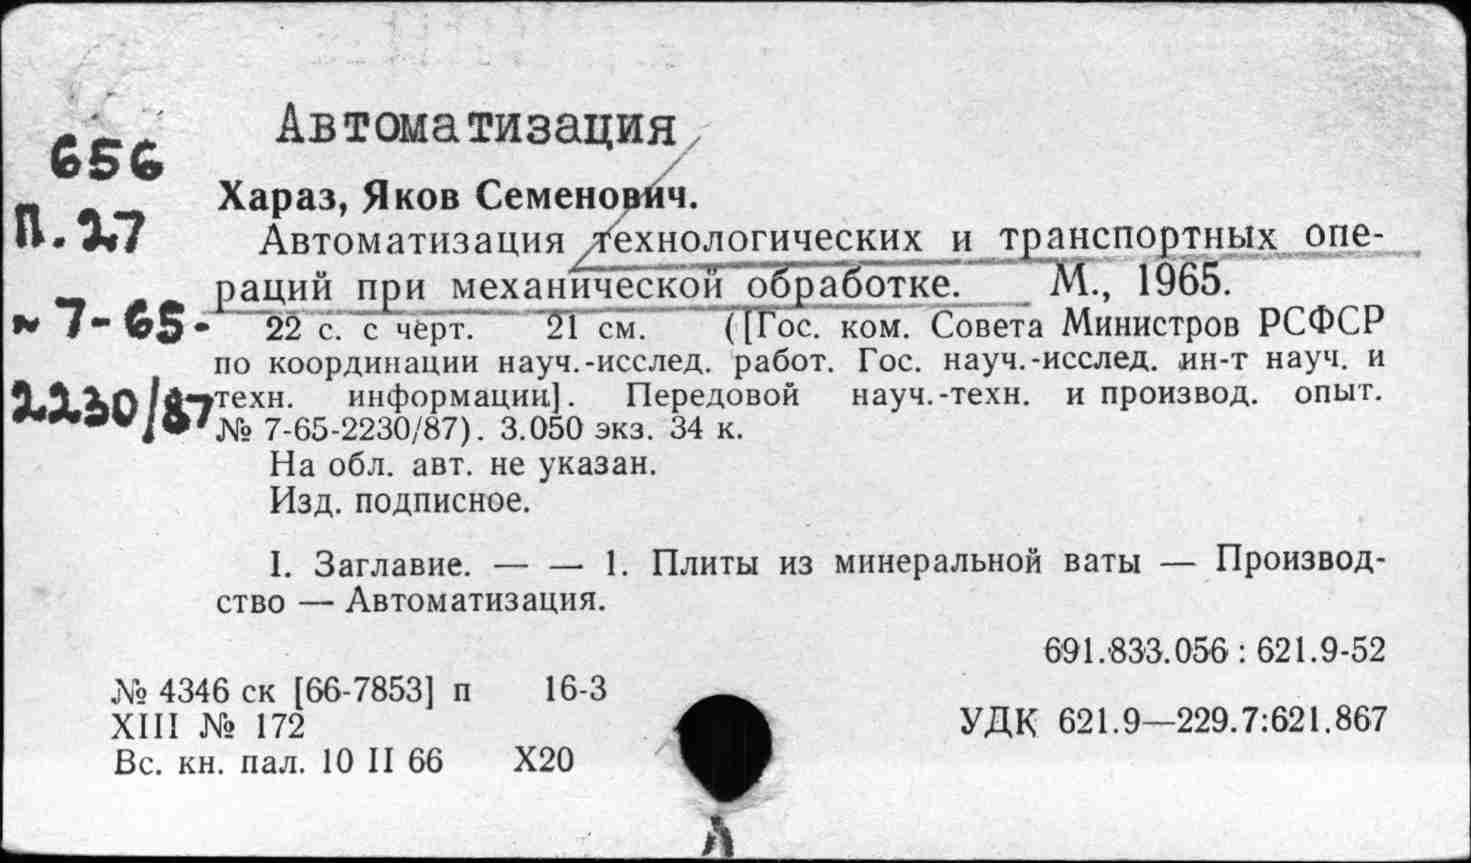 Автоматизация
656
Хараз, Яков Семенович.
П.27
Автоматизация технологических и транспортных опе-
раций при механической обработке. М., 1965.
~ 7-65-
22 с. с черт. 21 см. ([Гос. ком. Совета Министров РСФСР
по координации науч.-исслед. работ. Гос. науч.-исслед. ин-т науч. и
2230/87
техн. информации]. Передовой науч.-техн. и производ. опыт.
№ 7-65-2230/87). 3.050 экз. 34 к.
На обл. авт. не указан.
Изд. подписное.
I. Заглавие. — — 1. Плиты из минеральной ваты — Производ-
ство — Автоматизация.
691.833.056 : 621.9-52
№ 4346 ск [66-7853] п 16-3
XIII № 172
УДК 621.9—229.7:621.867
Вс. кн. пал. 10 II 66 Х20
А